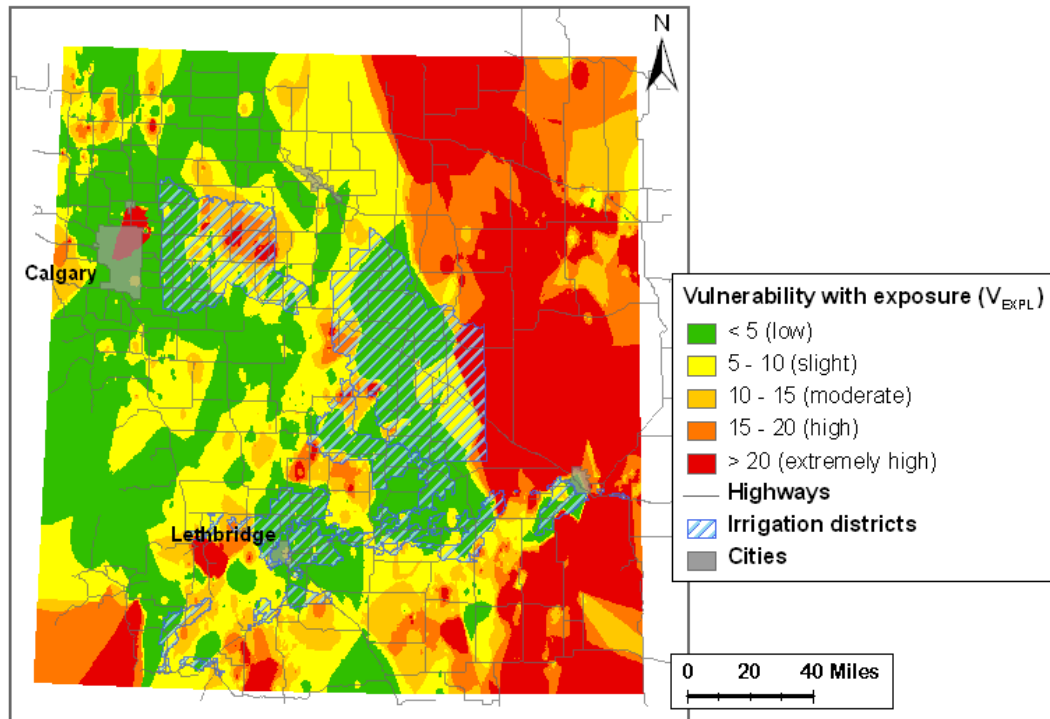 N
Calgary
Lethbridge
Vulnerability with exposure (V_EXPL)
< 5 (low)
5 - 10 (slight)
10 - 15 (moderate)
15 - 20 (high)
> 20 (extremely high)
Highways
Irrigation districts
Cities
0 20 40 Miles